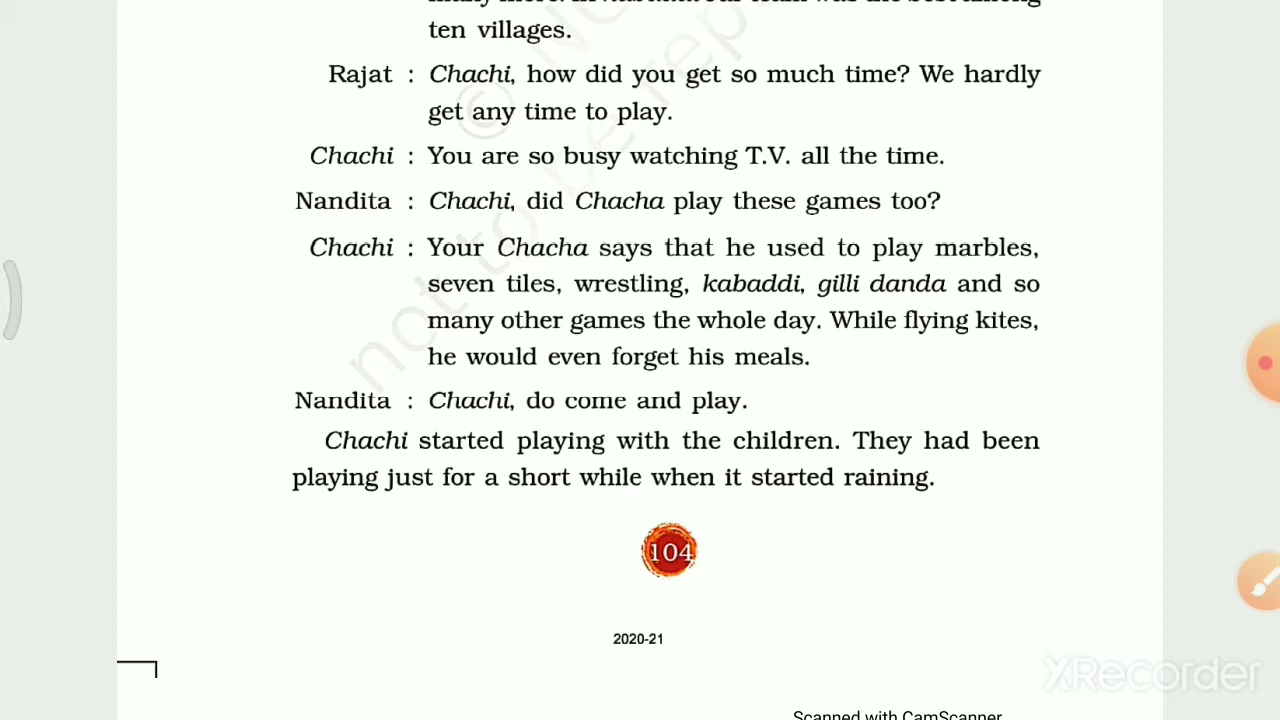 ten villages.
Rajat : Chachi, how did you get so much time? We hardly
get any time to play.
Chachi : You are so busy watching T.V. all the time.
Nandita : Chachi, did Chacha play these games too?
Chachi : Your Chacha says that he used to play marbles,
seven tiles, wrestling, kabaddi, gilli danda and so
many other games the whole day. While flying kites,
he would even forget his meals.
Nandita : Chachi, do come and play.
Chachi started playing with the children. They had been
playing just for a short while when it started raining.
104
2020-21
XRecorder
Scanned with CamScanner